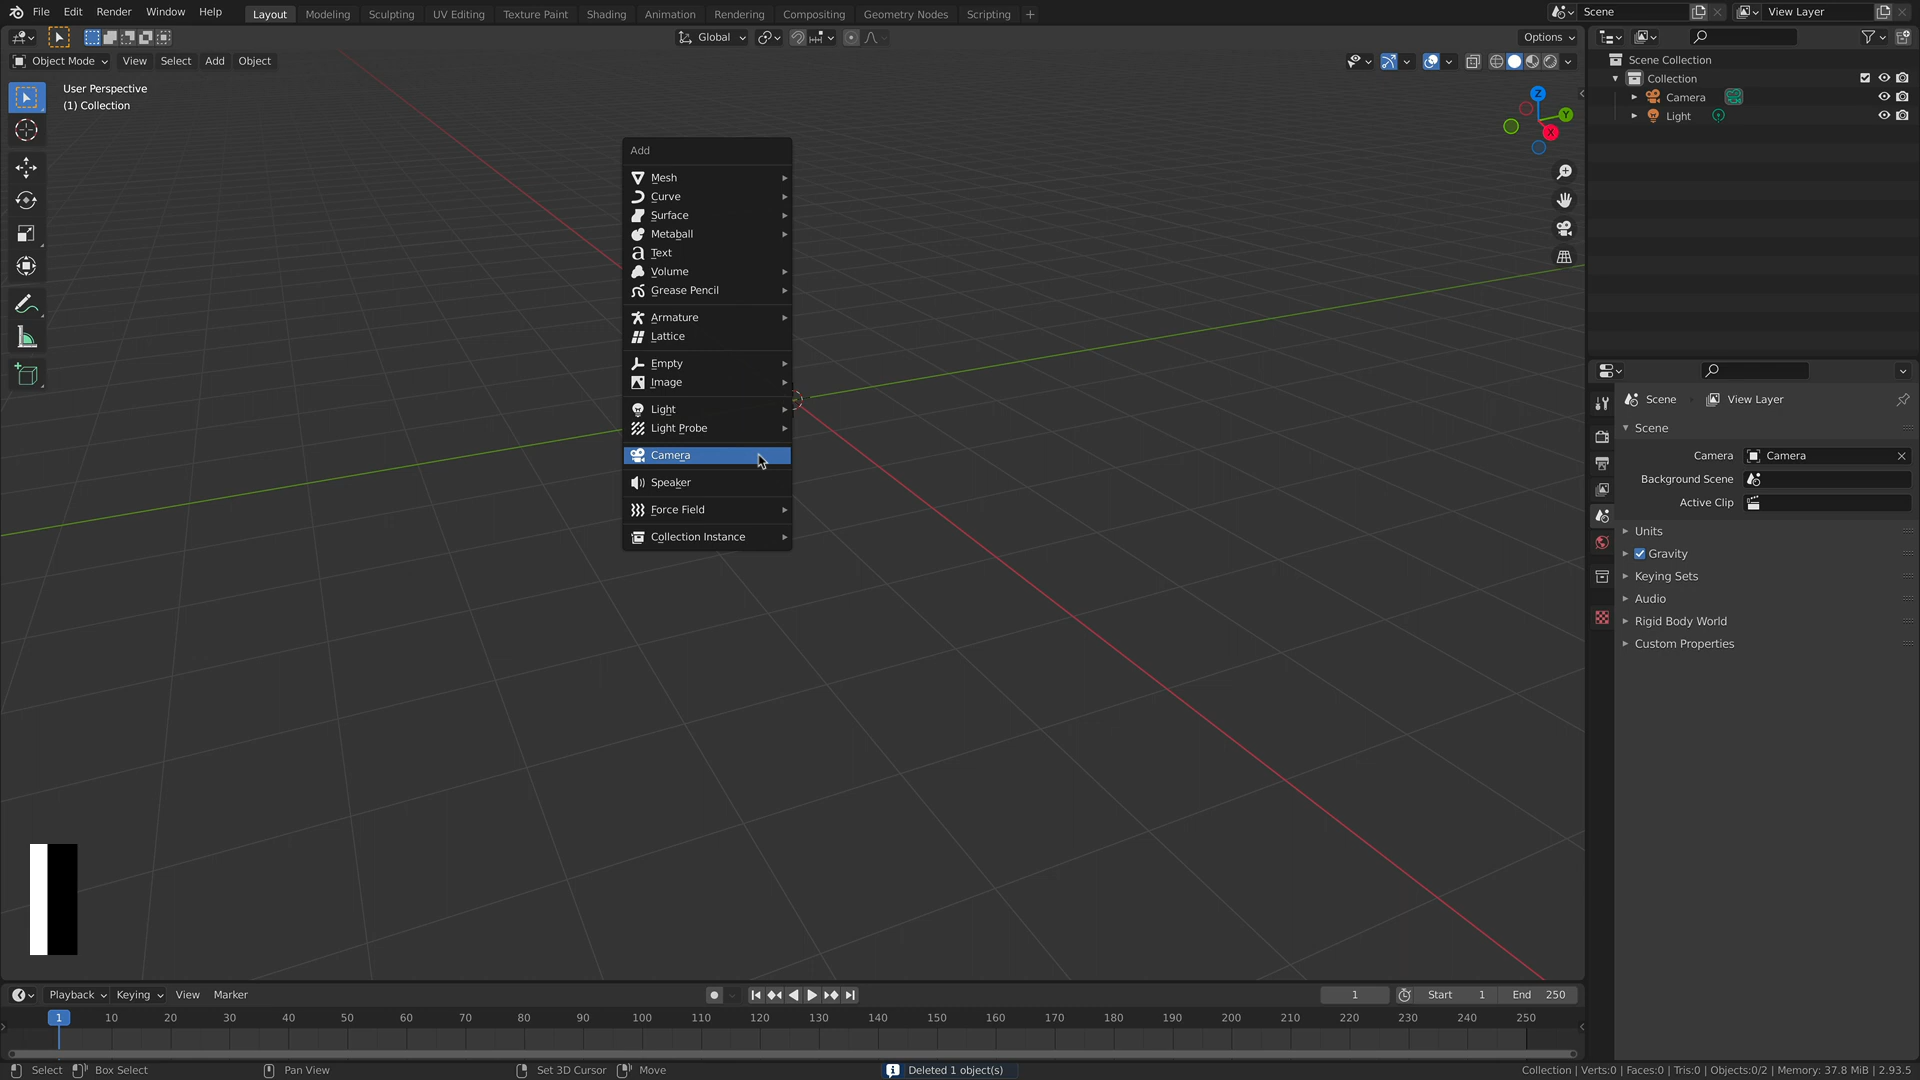 File Edit Render Window Help Layout Modeling Sculpting UV Editing Texture Paint Shading Animation Rendering Compositing Geometry Nodes Scripting + Scene View Layer
Global Options
Object Mode View Select Add Object
User Perspective
(1) Collection
Z
Y
X
Add
Mesh
Curve
Surface
Metaball
Text
Volume
Grease Pencil
Armature
Lattice
Empty
Image
Light
Light Probe
Camera
Speaker
Force Field
Collection Instance
Scene Collection
Collection
Camera
Light
Scene View Layer
Scene
Camera Camera
Background Scene
Active Clip
Units
Gravity
Keying Sets
Audio
Rigid Body World
Custom Properties
Playback Keying View Marker 1 Start 1 End 250
1 10 20 30 40 50 60 70 80 90 100 110 120 130 140 150 160 170 180 190 200 210 220 230 240 250
Select Box Select Pan View Set 3D Cursor Move Deleted 1 object(s) Collection | Verts:0 | Faces:0 | Tris:0 | Objects:0/2 | Memory: 37.8 MiB | 2.93.5